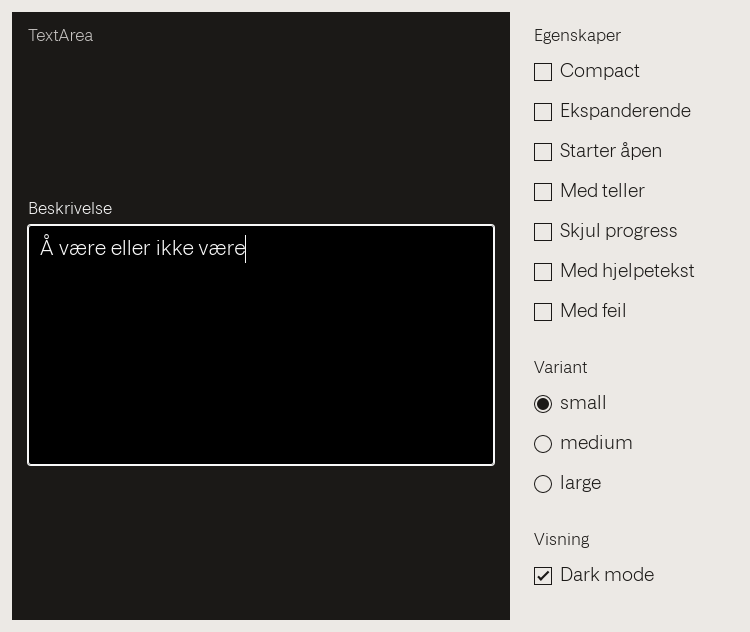 TextArea
Beskrivelse
Å være eller ikke være
Egenskaper
Compact
Ekspanderende
Starter åpen
Med teller
Skjul progress
Med hjelpetekst
Med feil
Variant
small
medium
large
Visning
Dark mode